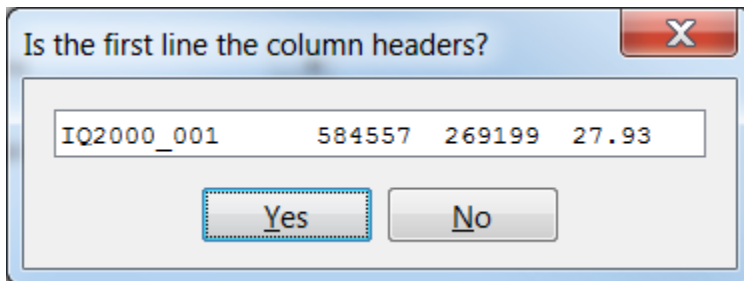 Is the first line the column headers?
IQ2000_001 584557 269199 27.93
Yes No